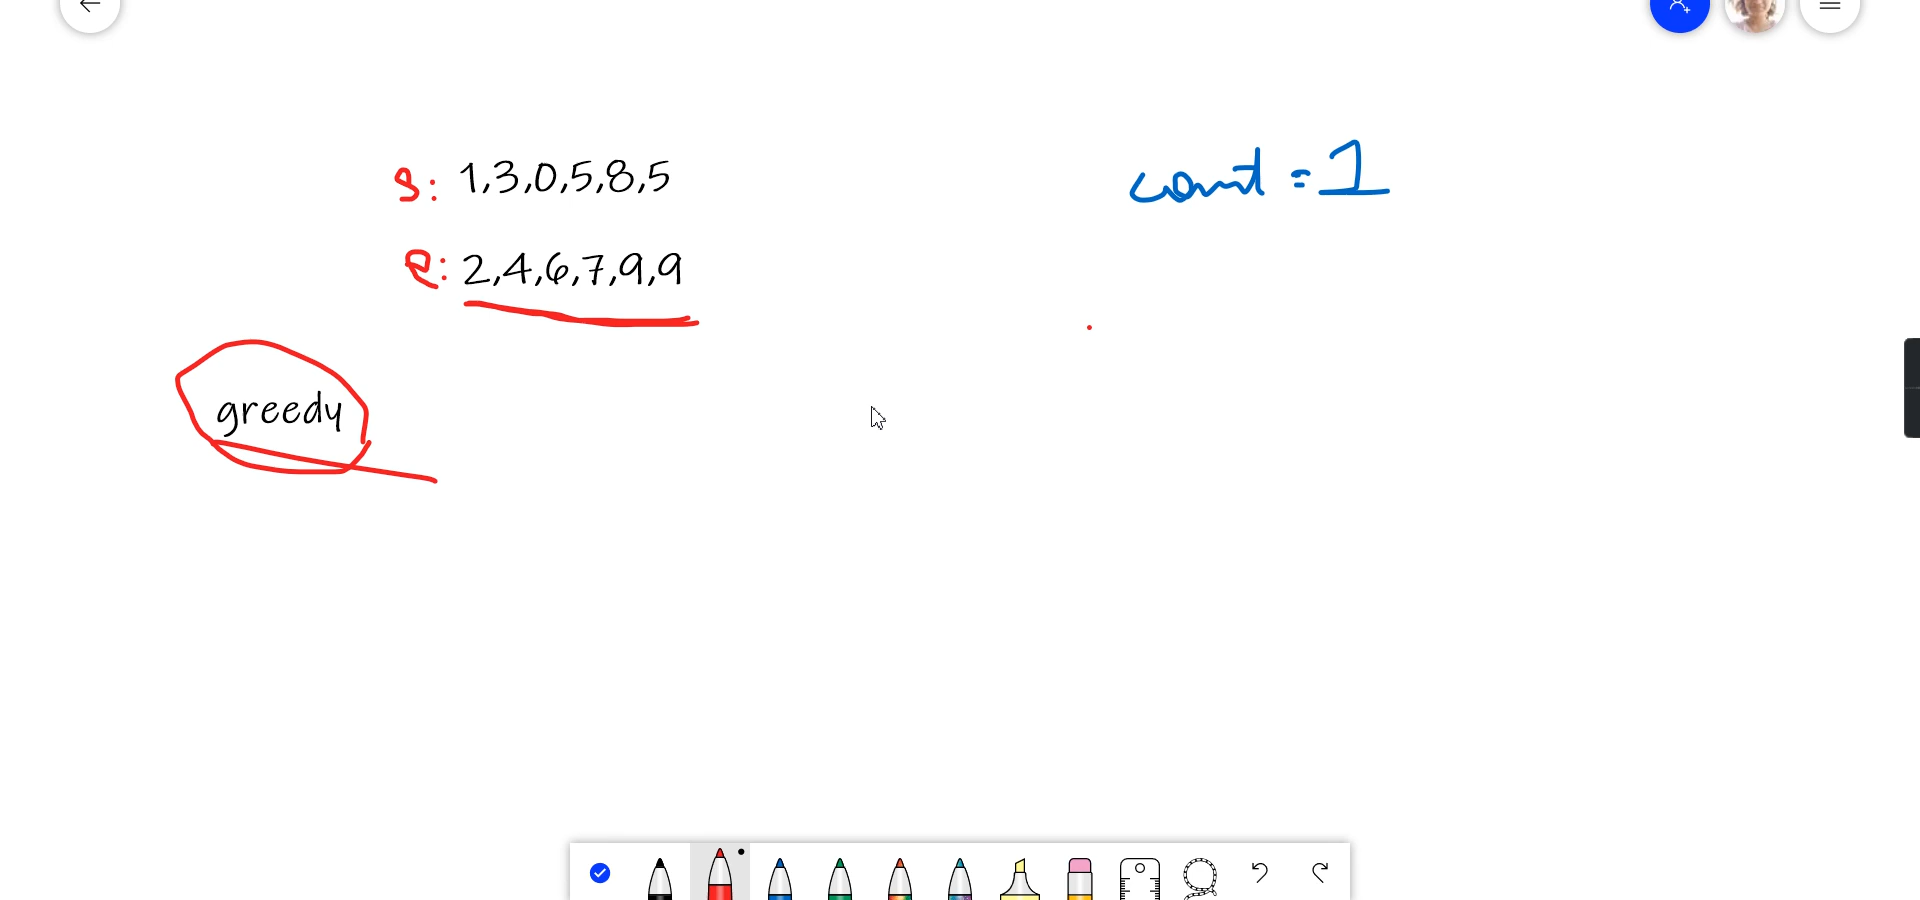 s: 1,3,0,5,8,5
e: 2,4,6,7,9,9
greedy
count = 1